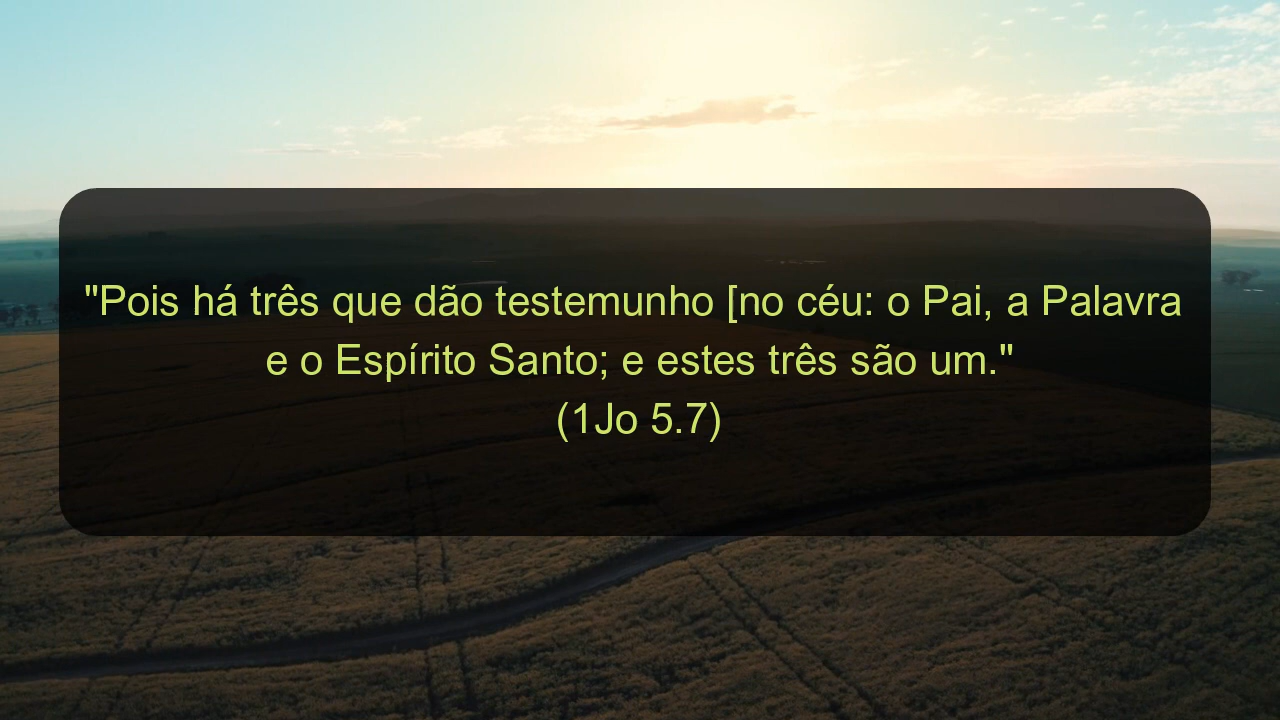 "Pois há três que dão testemunho [no céu: o Pai, a Palavra
e o Espírito Santo; e estes três são um."
(1Jo 5.7)